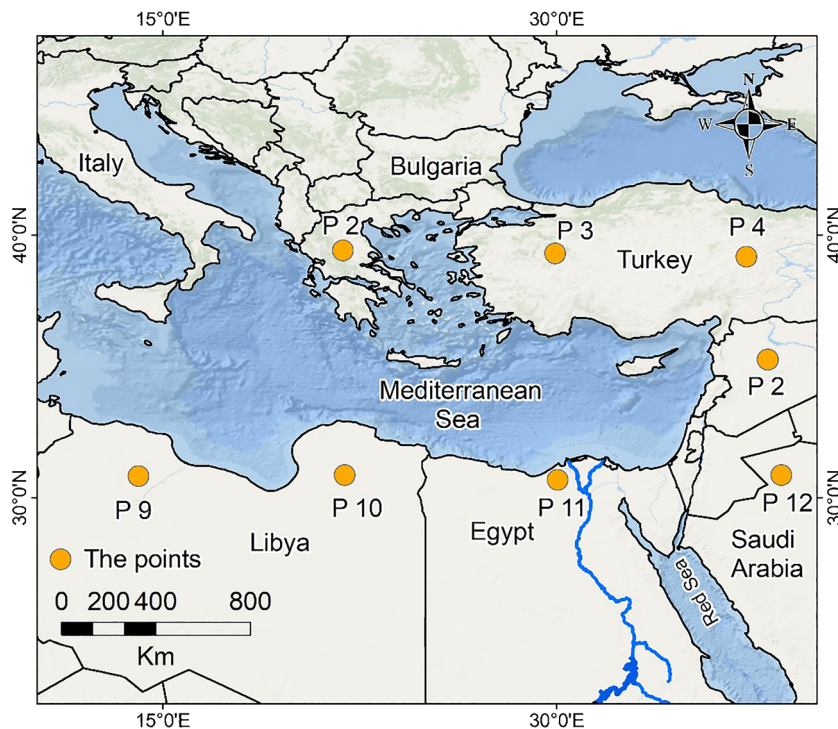 15°0'E 30°0'E
N
W E
S
Italy
Bulgaria
40°0'N
P 2 P 3 P 4
40°0'N
Turkey
P 2
Mediterranean
Sea
30°0'N
P 9 P 10 P 11 P 12
30°0'N
Libya
Egypt
Saudi
Arabia
Red Sea
The points
0 200 400 800
Km
15°0'E 30°0'E